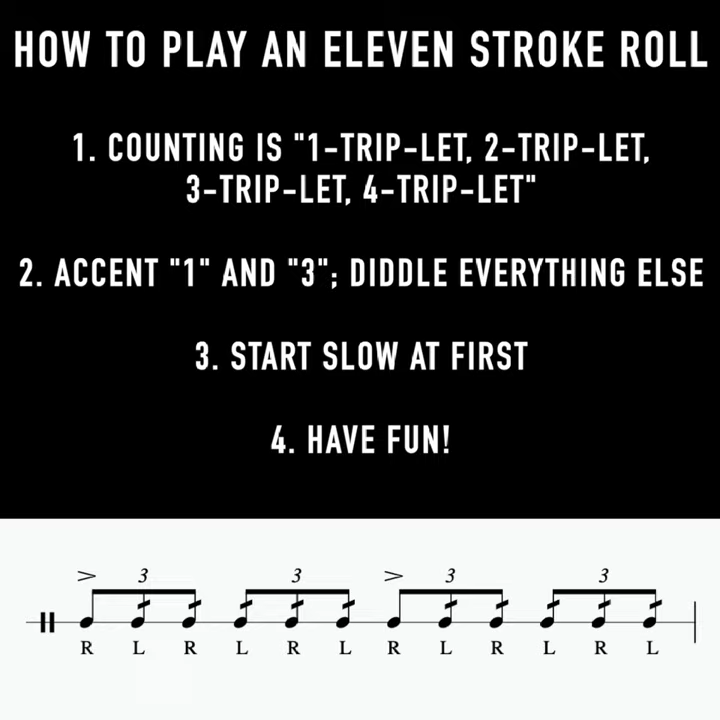 HOW TO PLAY AN ELEVEN STROKE ROLL
1. COUNTING IS "1-TRIP-LET, 2-TRIP-LET,
3-TRIP-LET, 4-TRIP-LET"
2. ACCENT "1" AND "3"; DIDDLE EVERYTHING ELSE
3. START SLOW AT FIRST
4. HAVE FUN!
3 3 3 3
R L R L R L R L R L R L